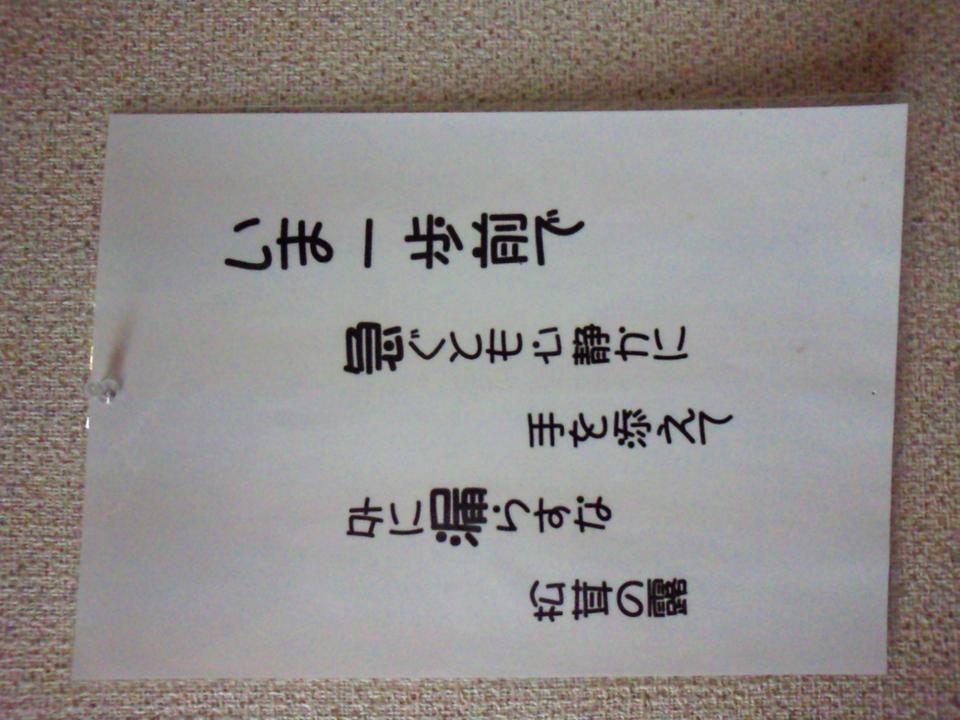 いま一歩前で
急ぐとも心静かに
手を添えて
外に漏らすな
松茸の露